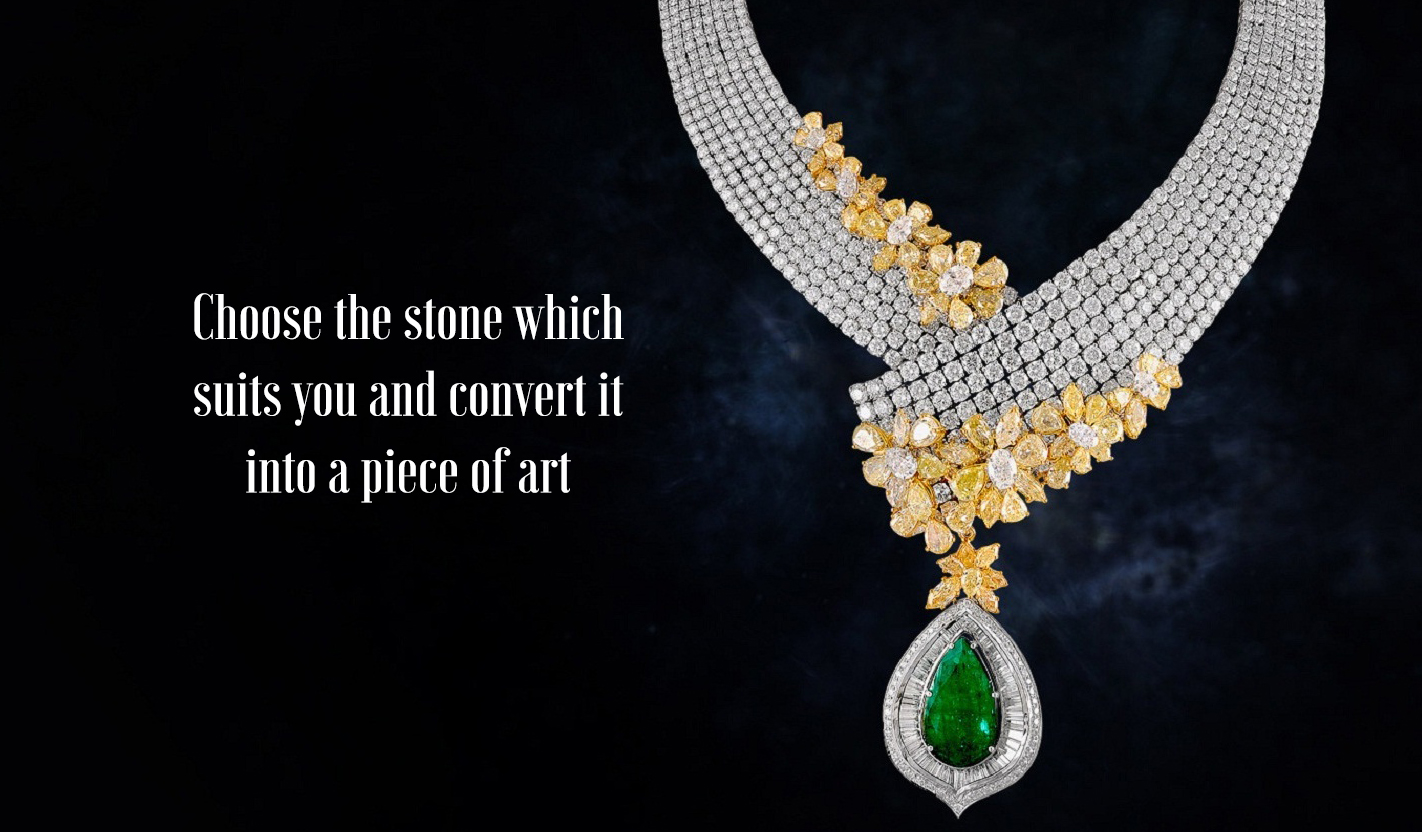 Choose the stone which
suits you and convert it
into a piece of art